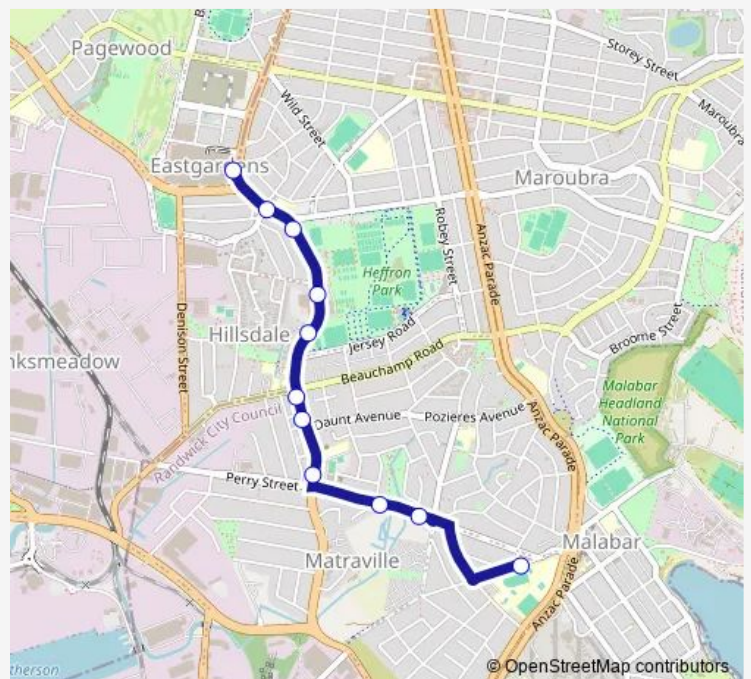 Pagewood
Storey Street
Maroubra
Wild Street
Eastgardens
Maroubra
Robey Street
Anzac Parade
Heffron
Park
Denison Street
Hillsdale
Jersey Road
Broome Street
nksmeadow
Beauchamp Road
Malabar
Headland
National
Park
Randwick City Council
Daunt Avenue
Pozieres Avenue
Anzac Parade
Perry Street
Matraville
Malabar
Anzac Parade
therson
© OpenStreetMap contributors